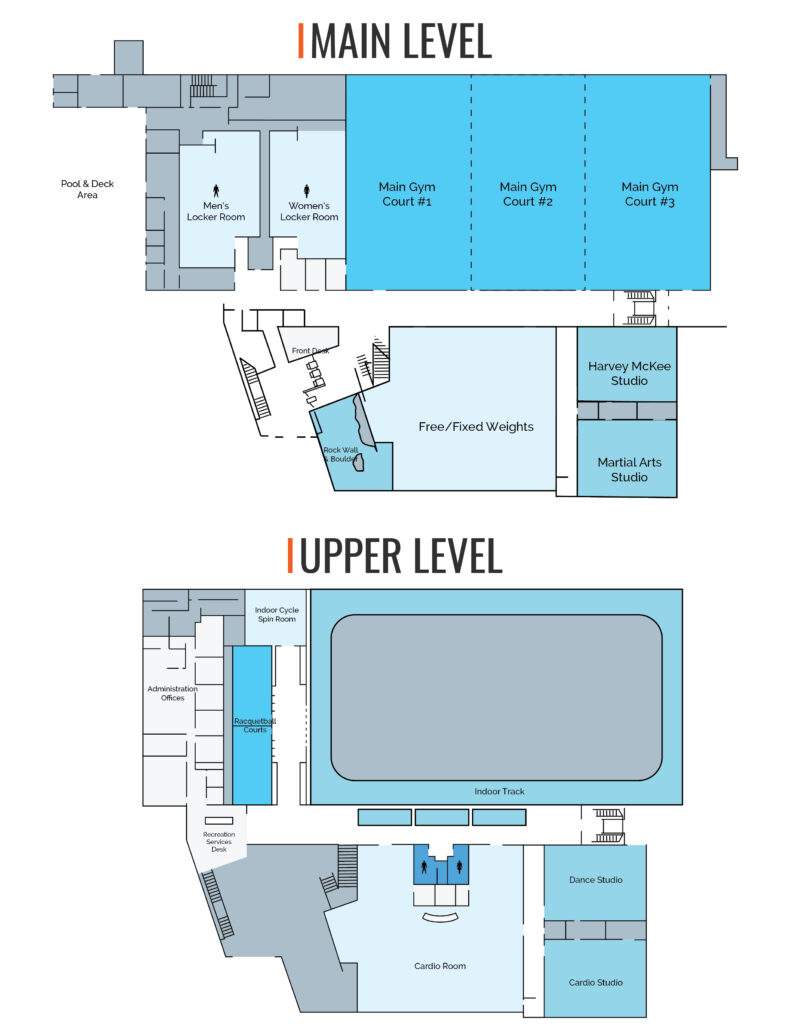 MAIN LEVEL
Pool & Deck
Area
Men's
Locker Room
Women's
Locker Room
Main Gym
Court #1
Main Gym
Court #2
Main Gym
Court #3
Front Desk
Harvey McKee
Studio
Free/Fixed Weights
Rock Wall
& Boulder
Martial Arts
Studio
UPPER LEVEL
Indoor Cycle
Spin Room
Administration
Offices
Racquetball
Courts
Indoor Track
Recreation
Services
Desk
Dance Studio
Cardio Room
Cardio Studio